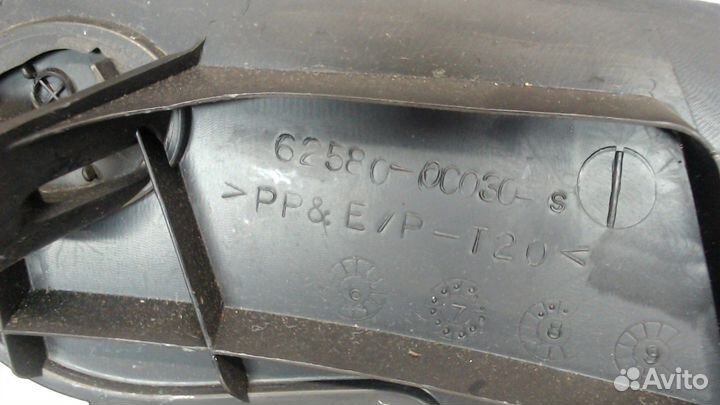 62580-0C030-S
>PP&E/P-T20<
6 7 8 9
Avito